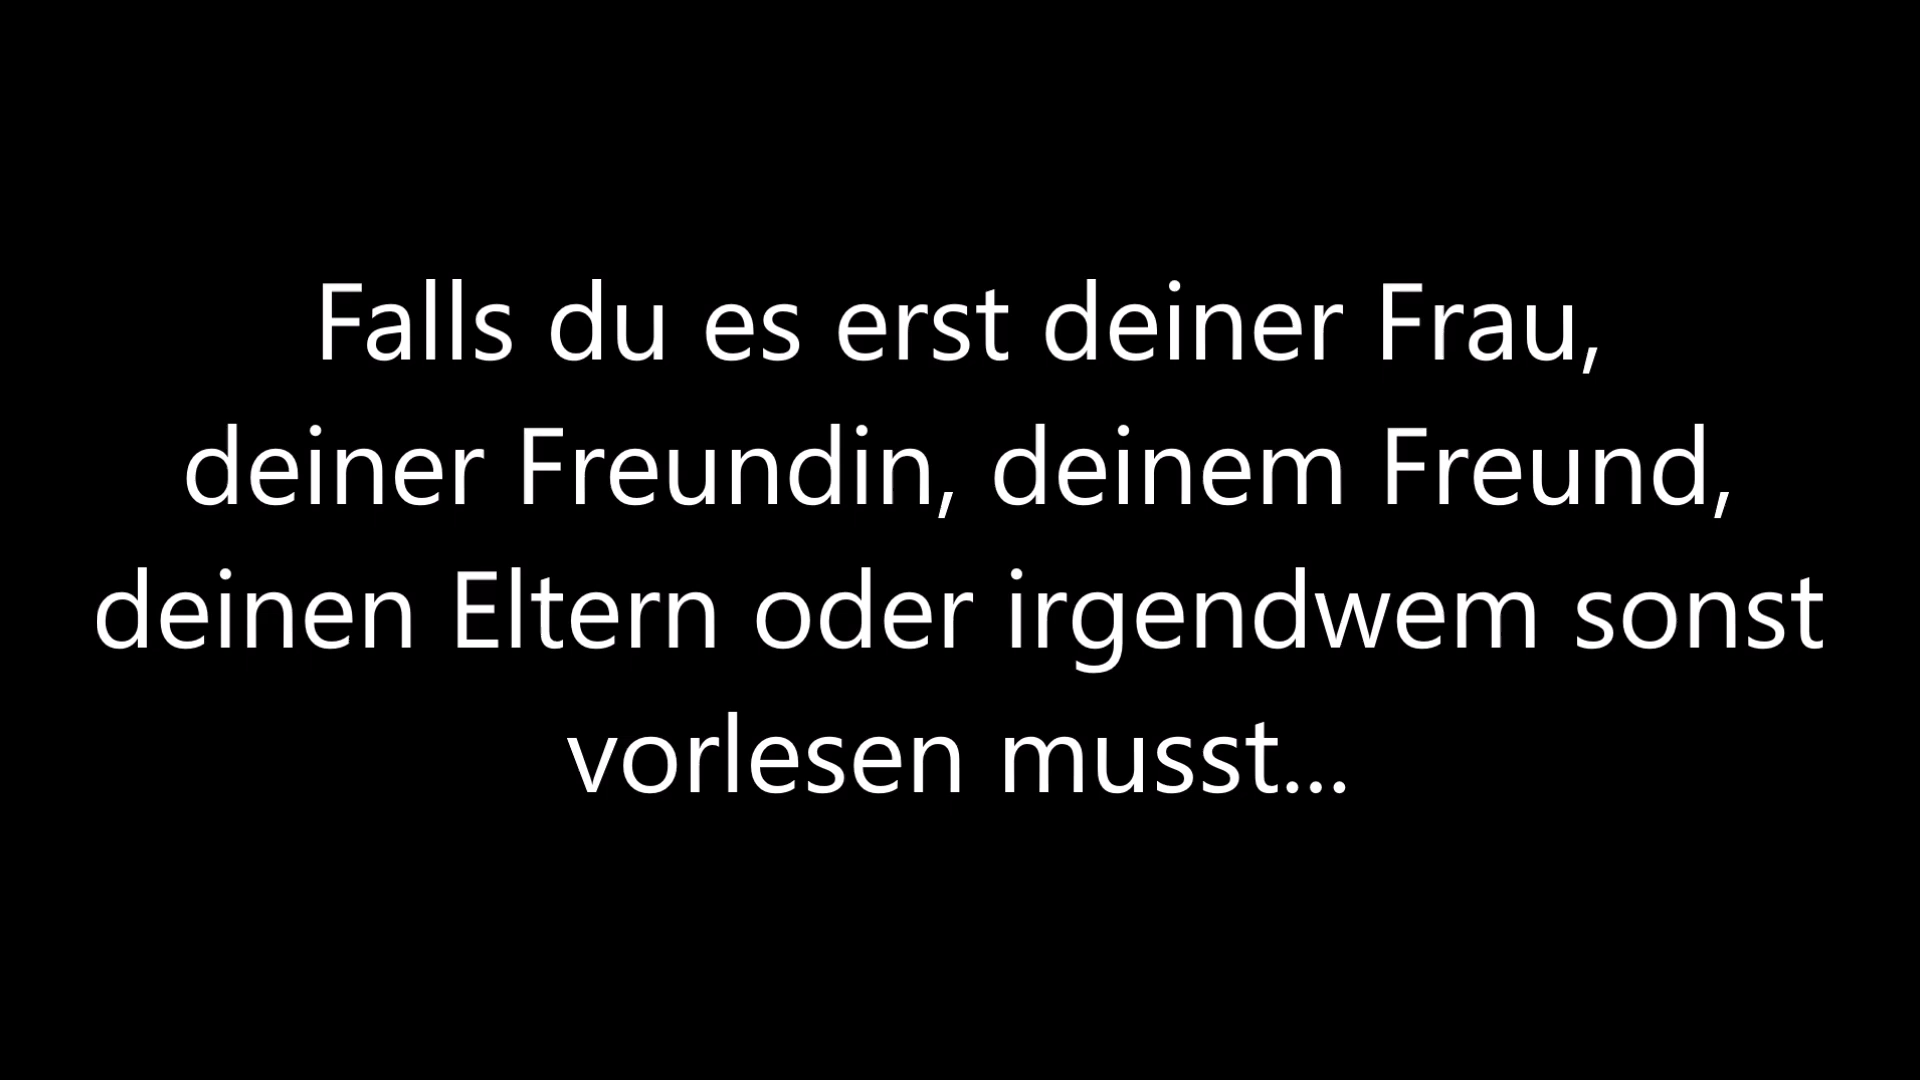 Falls du es erst deiner Frau,
deiner Freundin, deinem Freund,
deinen Eltern oder irgendwem sonst
vorlesen musst...